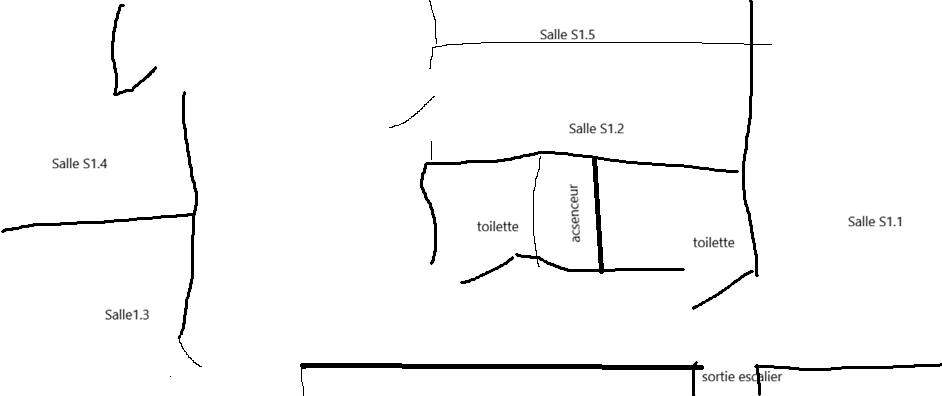 Salle S1.5
Salle S1.2
Salle S1.4
acsenceur
toilette
toilette
Salle S1.1
Salle1.3
sortie escalier